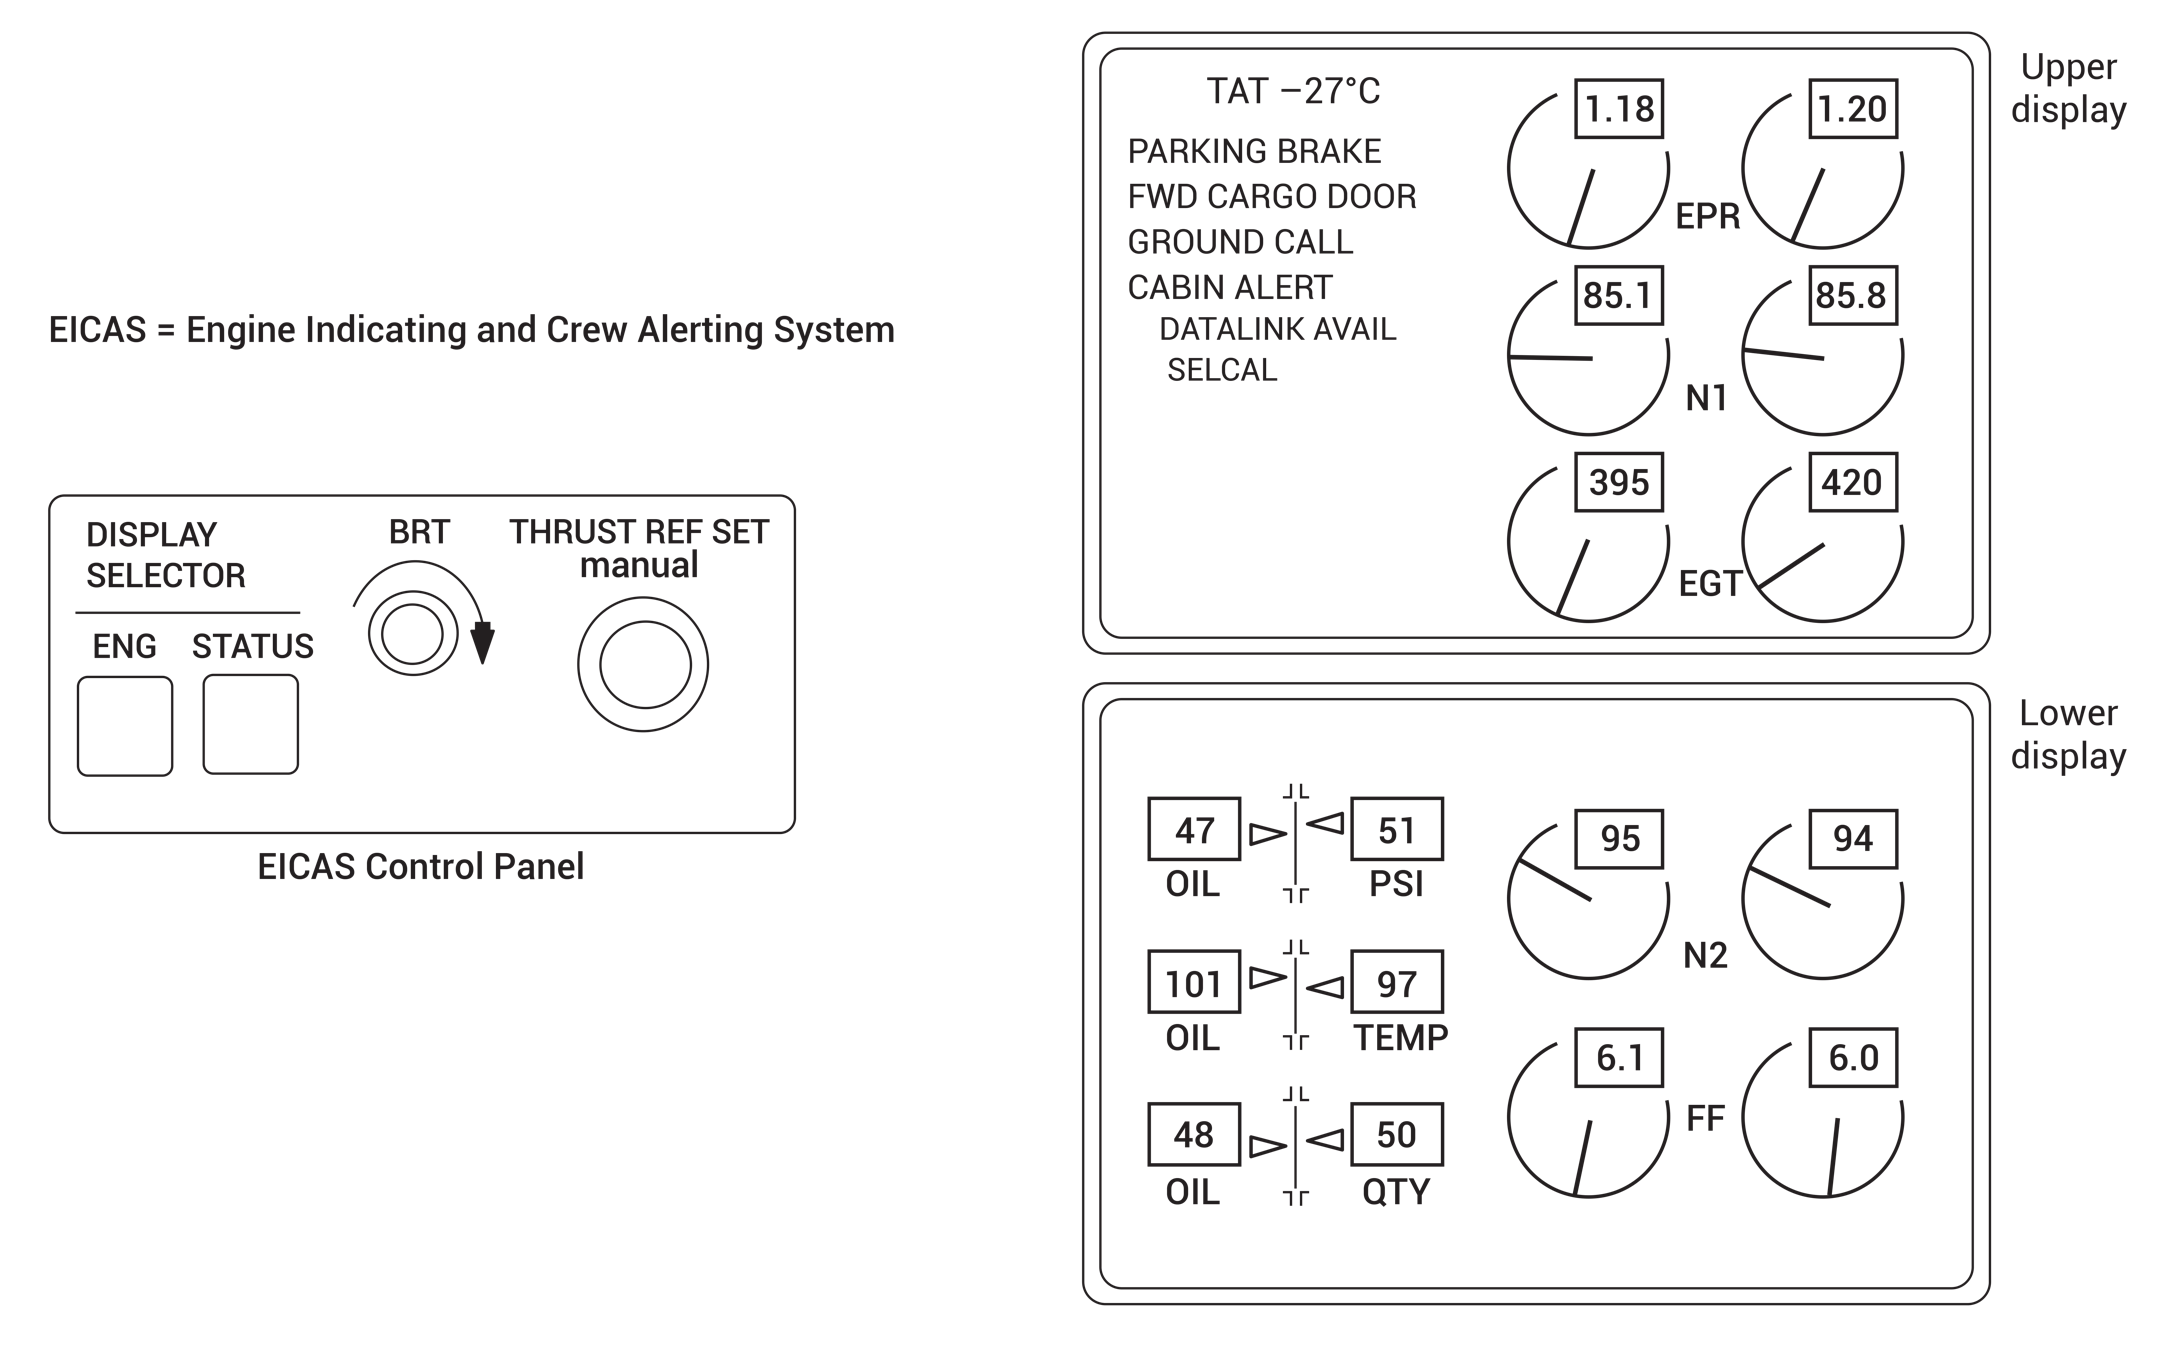 EICAS = Engine Indicating and Crew Alerting System
DISPLAY
SELECTOR
ENG
STATUS
BRT
THRUST REF SET
manual
EICAS Control Panel
Upper
display
TAT –27°C
PARKING BRAKE
FWD CARGO DOOR
GROUND CALL
CABIN ALERT
DATALINK AVAIL
SELCAL
1.18
1.20
EPR
85.1
85.8
N1
395
420
EGT
Lower
display
47
51
OIL
PSI
101
97
OIL
TEMP
48
50
OIL
QTY
95
94
N2
6.1
6.0
FF